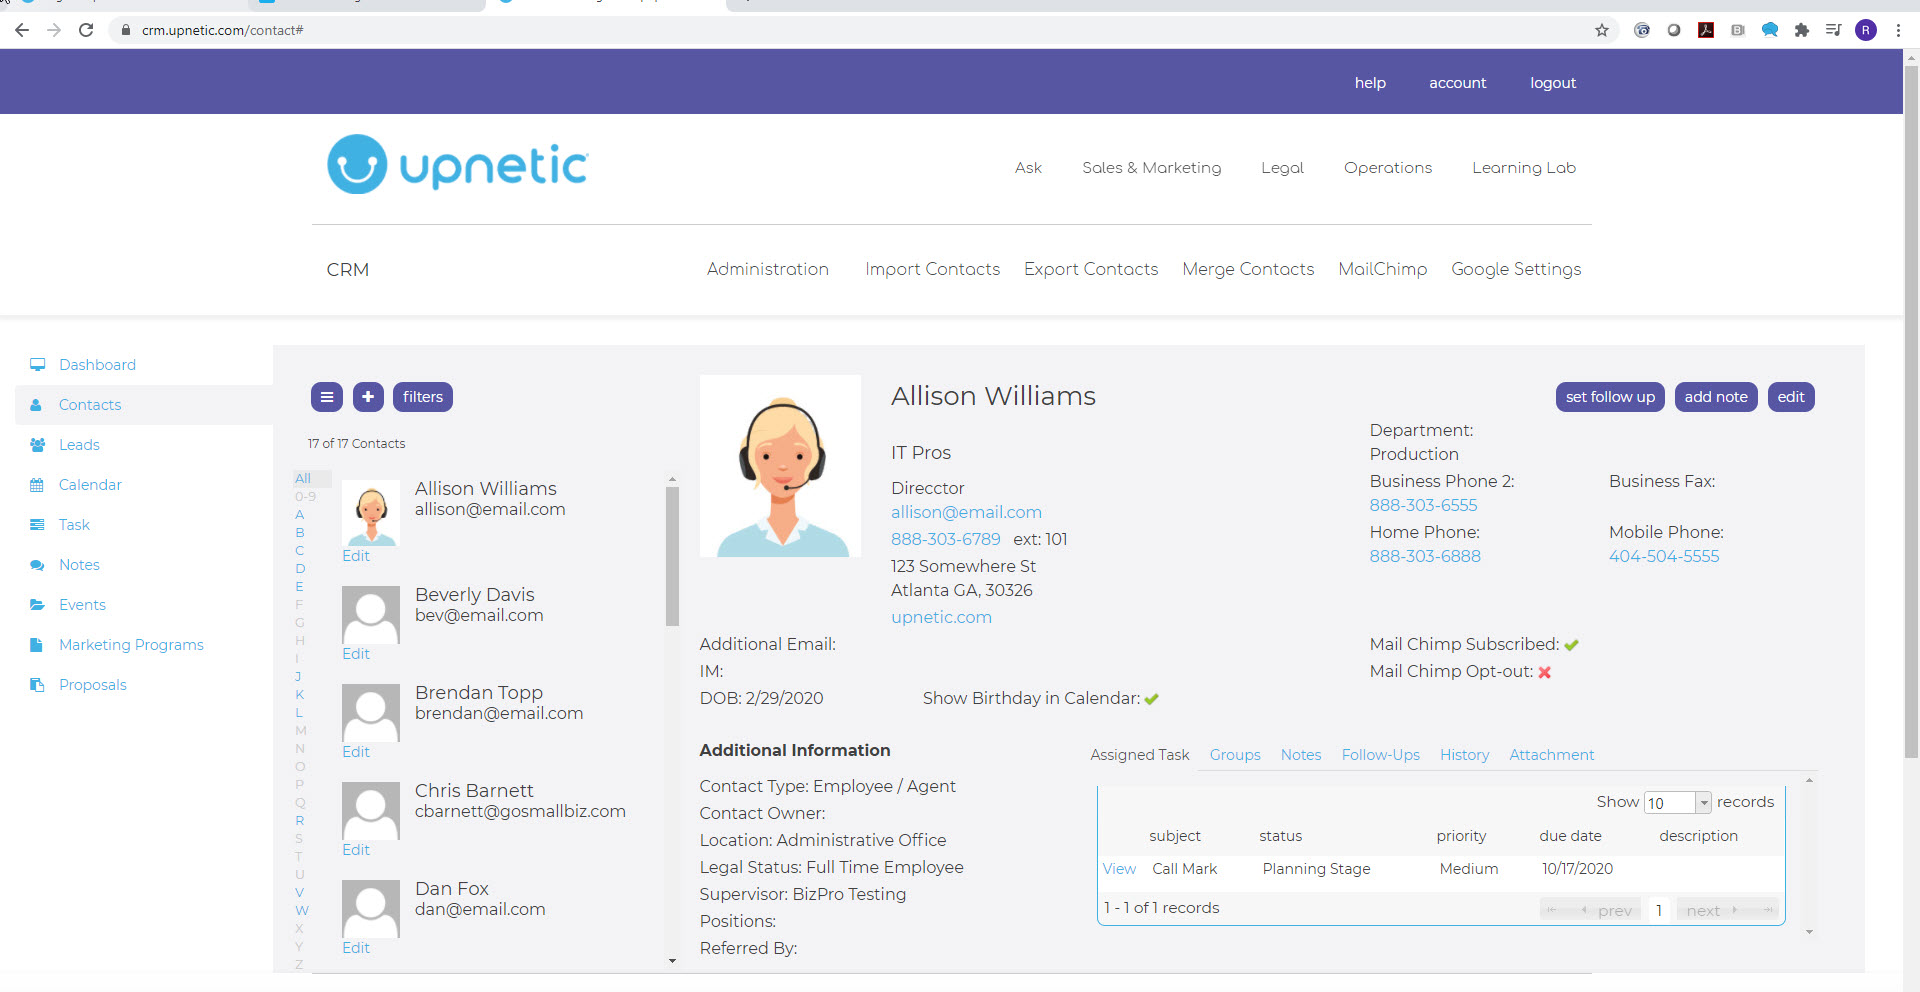 crm.upnetic.com/contact#
R
help account logout
upnetic
Ask Sales & Marketing Legal Operations Learning Lab
CRM
Administration Import Contacts Export Contacts Merge Contacts MailChimp Google Settings
Dashboard
Contacts
Leads
Calendar
Task
Notes
Events
Marketing Programs
Proposals
filters
17 of 17 Contacts
All
0-9
A
B
C
D
E
F
G
H
I
J
K
L
M
N
O
P
Q
R
S
T
U
V
W
X
Y
Z
Allison Williams
allison@email.com
Edit
Beverly Davis
bev@email.com
Edit
Brendan Topp
brendan@email.com
Edit
Chris Barnett
cbarnett@gosmallbiz.com
Edit
Dan Fox
dan@email.com
Edit
Allison Williams
set follow up add note edit
IT Pros
Direcctor
allison@email.com
888-303-6789 ext: 101
123 Somewhere St
Atlanta GA, 30326
upnetic.com
Department:
Production
Business Phone 2: Business Fax:
888-303-6555
Home Phone: Mobile Phone:
888-303-6888 404-504-5555
Additional Email:
IM:
DOB: 2/29/2020 Show Birthday in Calendar:
Mail Chimp Subscribed:
Mail Chimp Opt-out:
Additional Information
Contact Type: Employee / Agent
Contact Owner:
Location: Administrative Office
Legal Status: Full Time Employee
Supervisor: BizPro Testing
Positions:
Referred By:
Assigned Task Groups Notes Follow-Ups History Attachment
Show 10 records
subject status priority due date description
View Call Mark Planning Stage Medium 10/17/2020
1 - 1 of 1 records prev 1 next